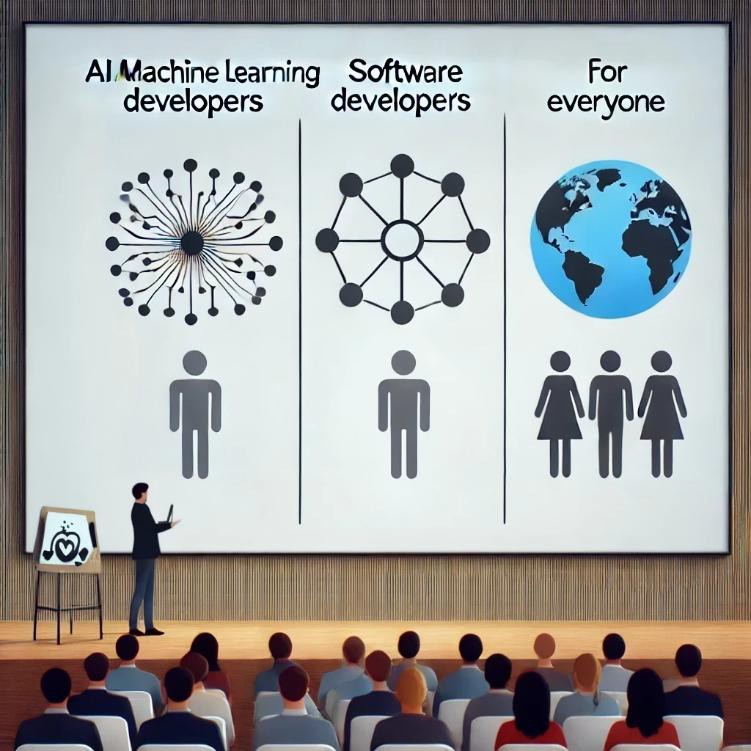 AI Machine Learning
developers
Software
developers
For
everyone